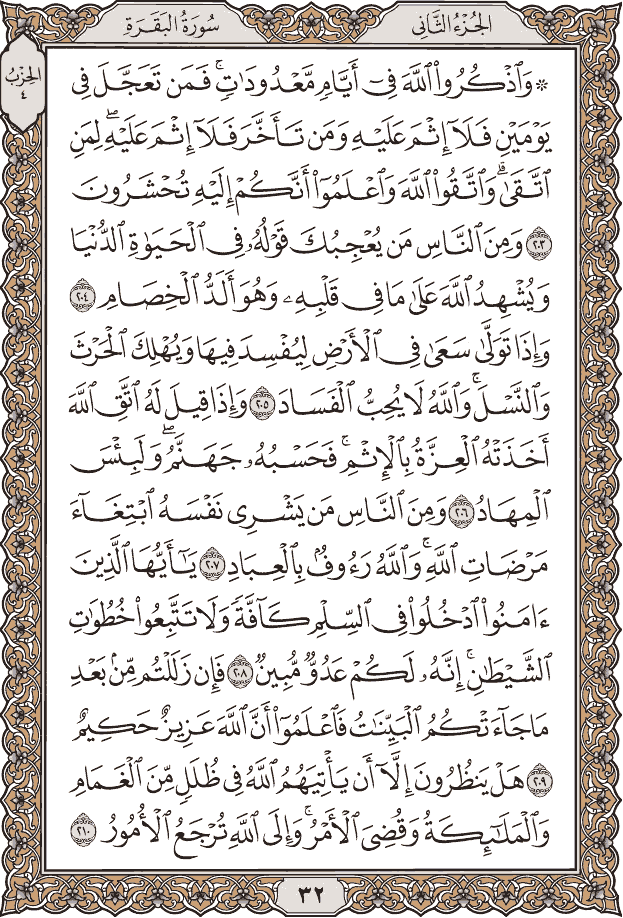 الجُزْءُ الثَّانِي
سُورَةُ البَقَرَةِ
الحِزْبُ
٤
۞ وَٱذْكُرُوا۟ ٱللَّهَ فِىٓ أَيَّامٍ مَّعْدُودَٰتٍ ۚ فَمَن تَعَجَّلَ فِى
يَوْمَيْنِ فَلَآ إِثْمَ عَلَيْهِ وَمَن تَأَخَّرَ فَلَآ إِثْمَ عَلَيْهِ ۖ لِمَنِ
ٱتَّقَىٰ ۗ وَٱتَّقُوا۟ ٱللَّهَ وَٱعْلَمُوٓا۟ أَنَّكُمْ إِلَيْهِ تُحْشَرُونَ
٢٠٣ وَمِنَ ٱلنَّاسِ مَن يُعْجِبُكَ قَوْلُهُۥ فِى ٱلْحَيَوٰةِ ٱلدُّنْيَا
وَيُشْهِدُ ٱللَّهَ عَلَىٰ مَا فِى قَلْبِهِۦ وَهُوَ أَلَدُّ ٱلْخِصَامِ ٢٠٤
وَإِذَا تَوَلَّىٰ سَعَىٰ فِى ٱلْأَرْضِ لِيُفْسِدَ فِيهَا وَيُهْلِكَ ٱلْحَرْثَ
وَٱلنَّسْلَ ۗ وَٱللَّهُ لَا يُحِبُّ ٱلْفَسَادَ ٢٠٥ وَإِذَا قِيلَ لَهُ ٱتَّقِ ٱللَّهَ
أَخَذَتْهُ ٱلْعِزَّةُ بِٱلْإِثْمِ ۚ فَحَسْبُهُۥ جَهَنَّمُ ۖ وَلَبِئْسَ
ٱلْمِهَادُ ٢٠٦ وَمِنَ ٱلنَّاسِ مَن يَشْرِى نَفْسَهُ ٱبْتِغَآءَ
مَرْضَاتِ ٱللَّهِ ۗ وَٱللَّهُ رَءُوفٌۢ بِٱلْعِبَادِ ٢٠٧ يَٰٓأَيُّهَا ٱلَّذِينَ
ءَامَنُوا۟ ٱدْخُلُوا۟ فِى ٱلسِّلْمِ كَآفَّةً وَلَا تَتَّبِعُوا۟ خُطُوَٰتِ
ٱلشَّيْطَٰنِ ۚ إِنَّهُۥ لَكُمْ عَدُوٌّ مُّبِينٌ ٢٠٨ فَإِن زَلَلْتُم مِّنۢ بَعْدِ
مَا جَآءَتْكُمُ ٱلْبَيِّنَٰتُ فَٱعْلَمُوٓا۟ أَنَّ ٱللَّهَ عَزِيزٌ حَكِيمٌ
٢٠٩ هَلْ يَنظُرُونَ إِلَّآ أَن يَأْتِيَهُمُ ٱللَّهُ فِى ظُلَلٍ مِّنَ ٱلْغَمَامِ
وَٱلْمَلَٰٓئِكَةُ وَقُضِىَ ٱلْأَمْرُ ۚ وَإِلَى ٱللَّهِ تُرْجَعُ ٱلْأُمُورُ ٢١٠
٣٢